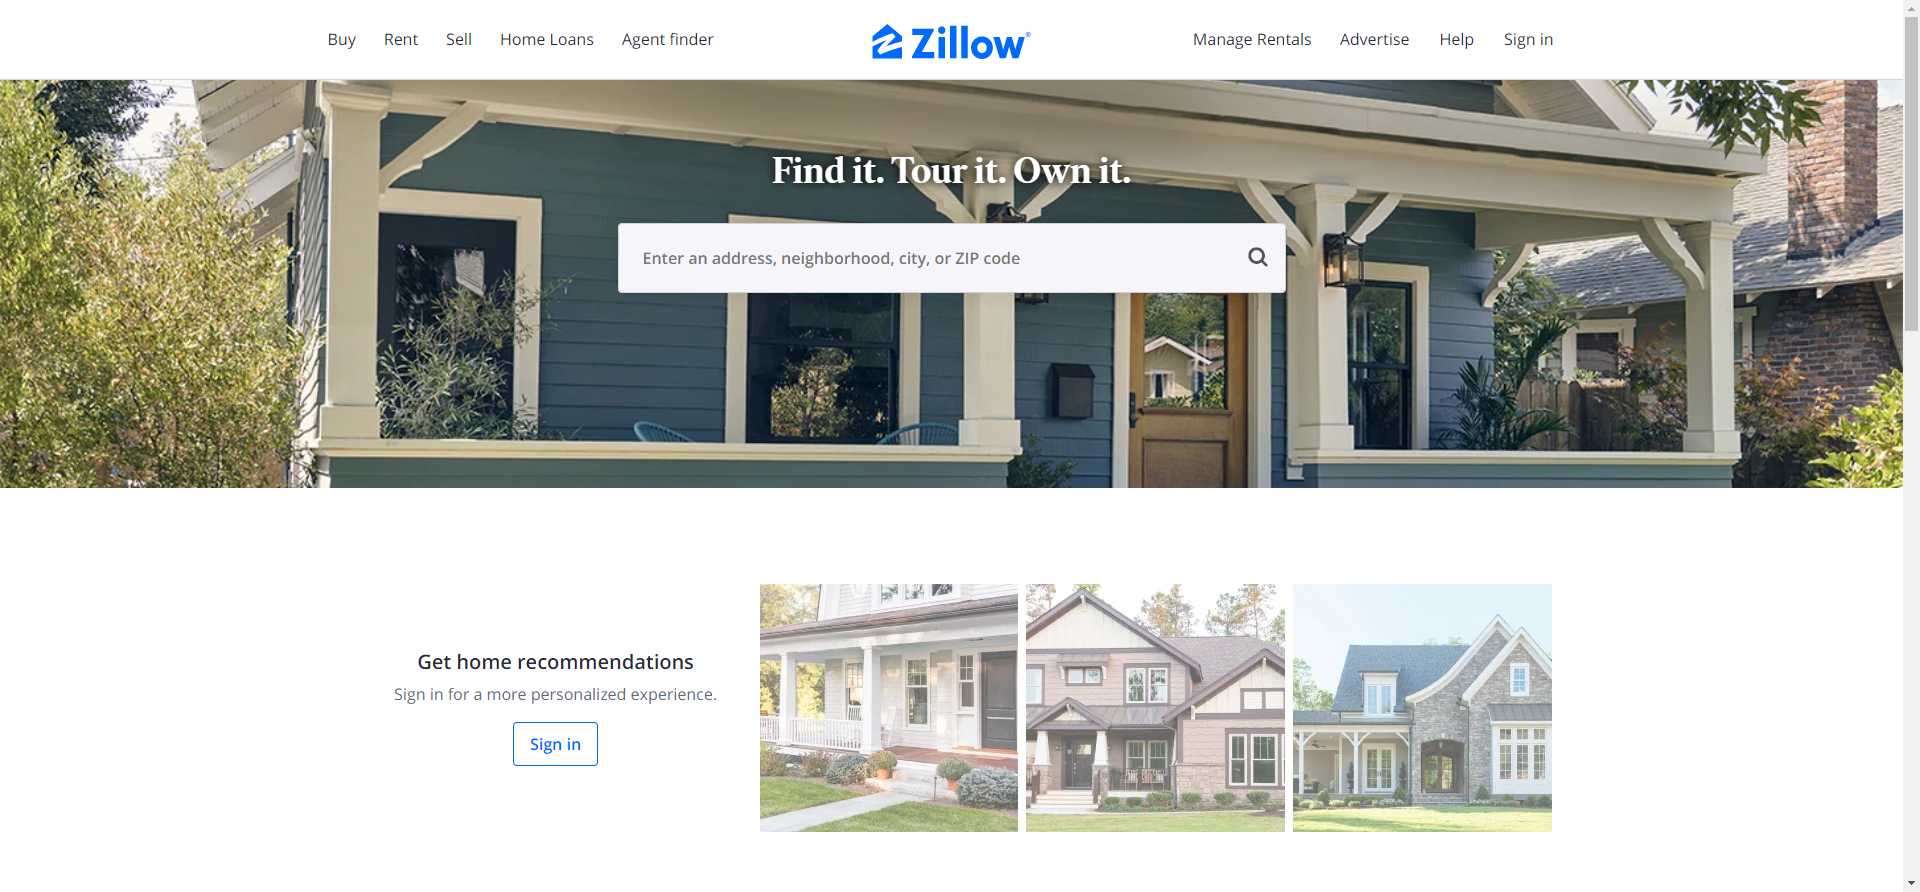 Buy Rent Sell Home Loans Agent finder Zillow® Manage Rentals Advertise Help Sign in
Find it. Tour it. Own it.
Enter an address, neighborhood, city, or ZIP code
Get home recommendations
Sign in for a more personalized experience.
Sign in